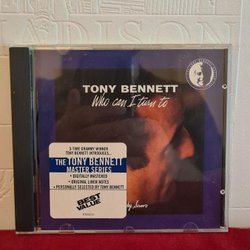 TONY BENNETT
Who can I turn to
3-TIME GRAMMY WINNER
TONY BENNETT INTRODUCES...
THE TONY BENNETT
MASTER SERIES
• DIGITALLY MASTERED
• ORIGINAL LINER NOTES
• PERSONALLY SELECTED BY TONY BENNETT
BEST
VALUE